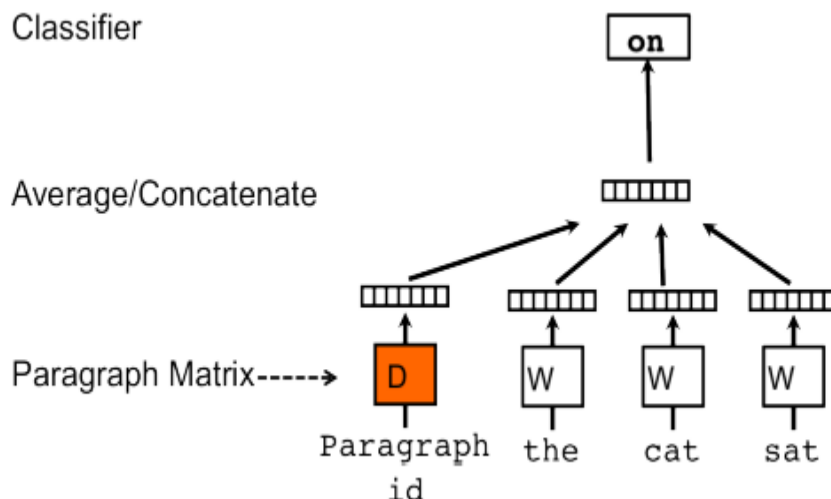 Classifier
on
Average/Concatenate
Paragraph Matrix
D
W
W
W
Paragraph
id
the
cat
sat